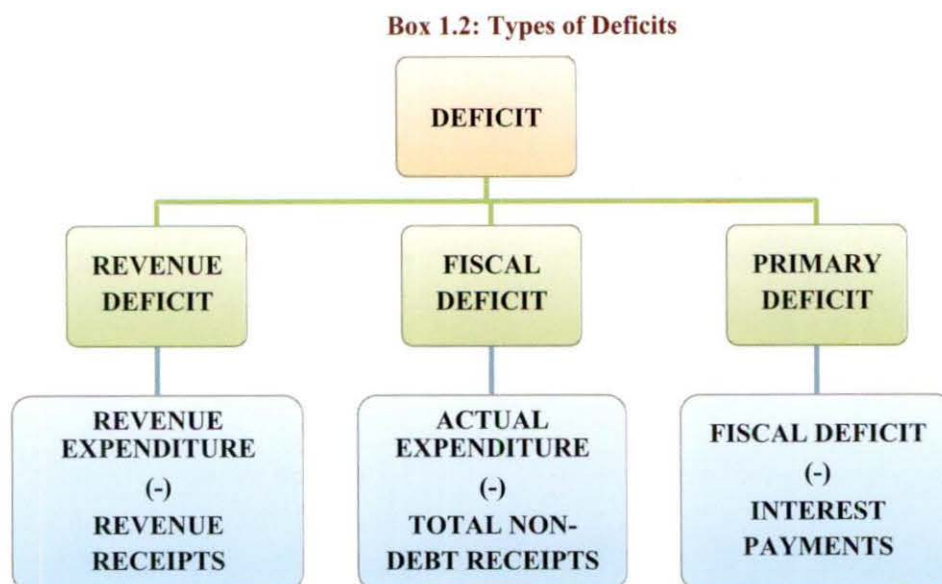 Box 1.2: Types of Deficits
DEFICIT
REVENUE
DEFICIT
FISCAL
DEFICIT
PRIMARY
DEFICIT
REVENUE
EXPENDITURE
(-)
REVENUE
RECEIPTS
ACTUAL
EXPENDITURE
(-)
TOTAL NON-
DEBT RECEIPTS
FISCAL DEFICIT
(-)
INTEREST
PAYMENTS